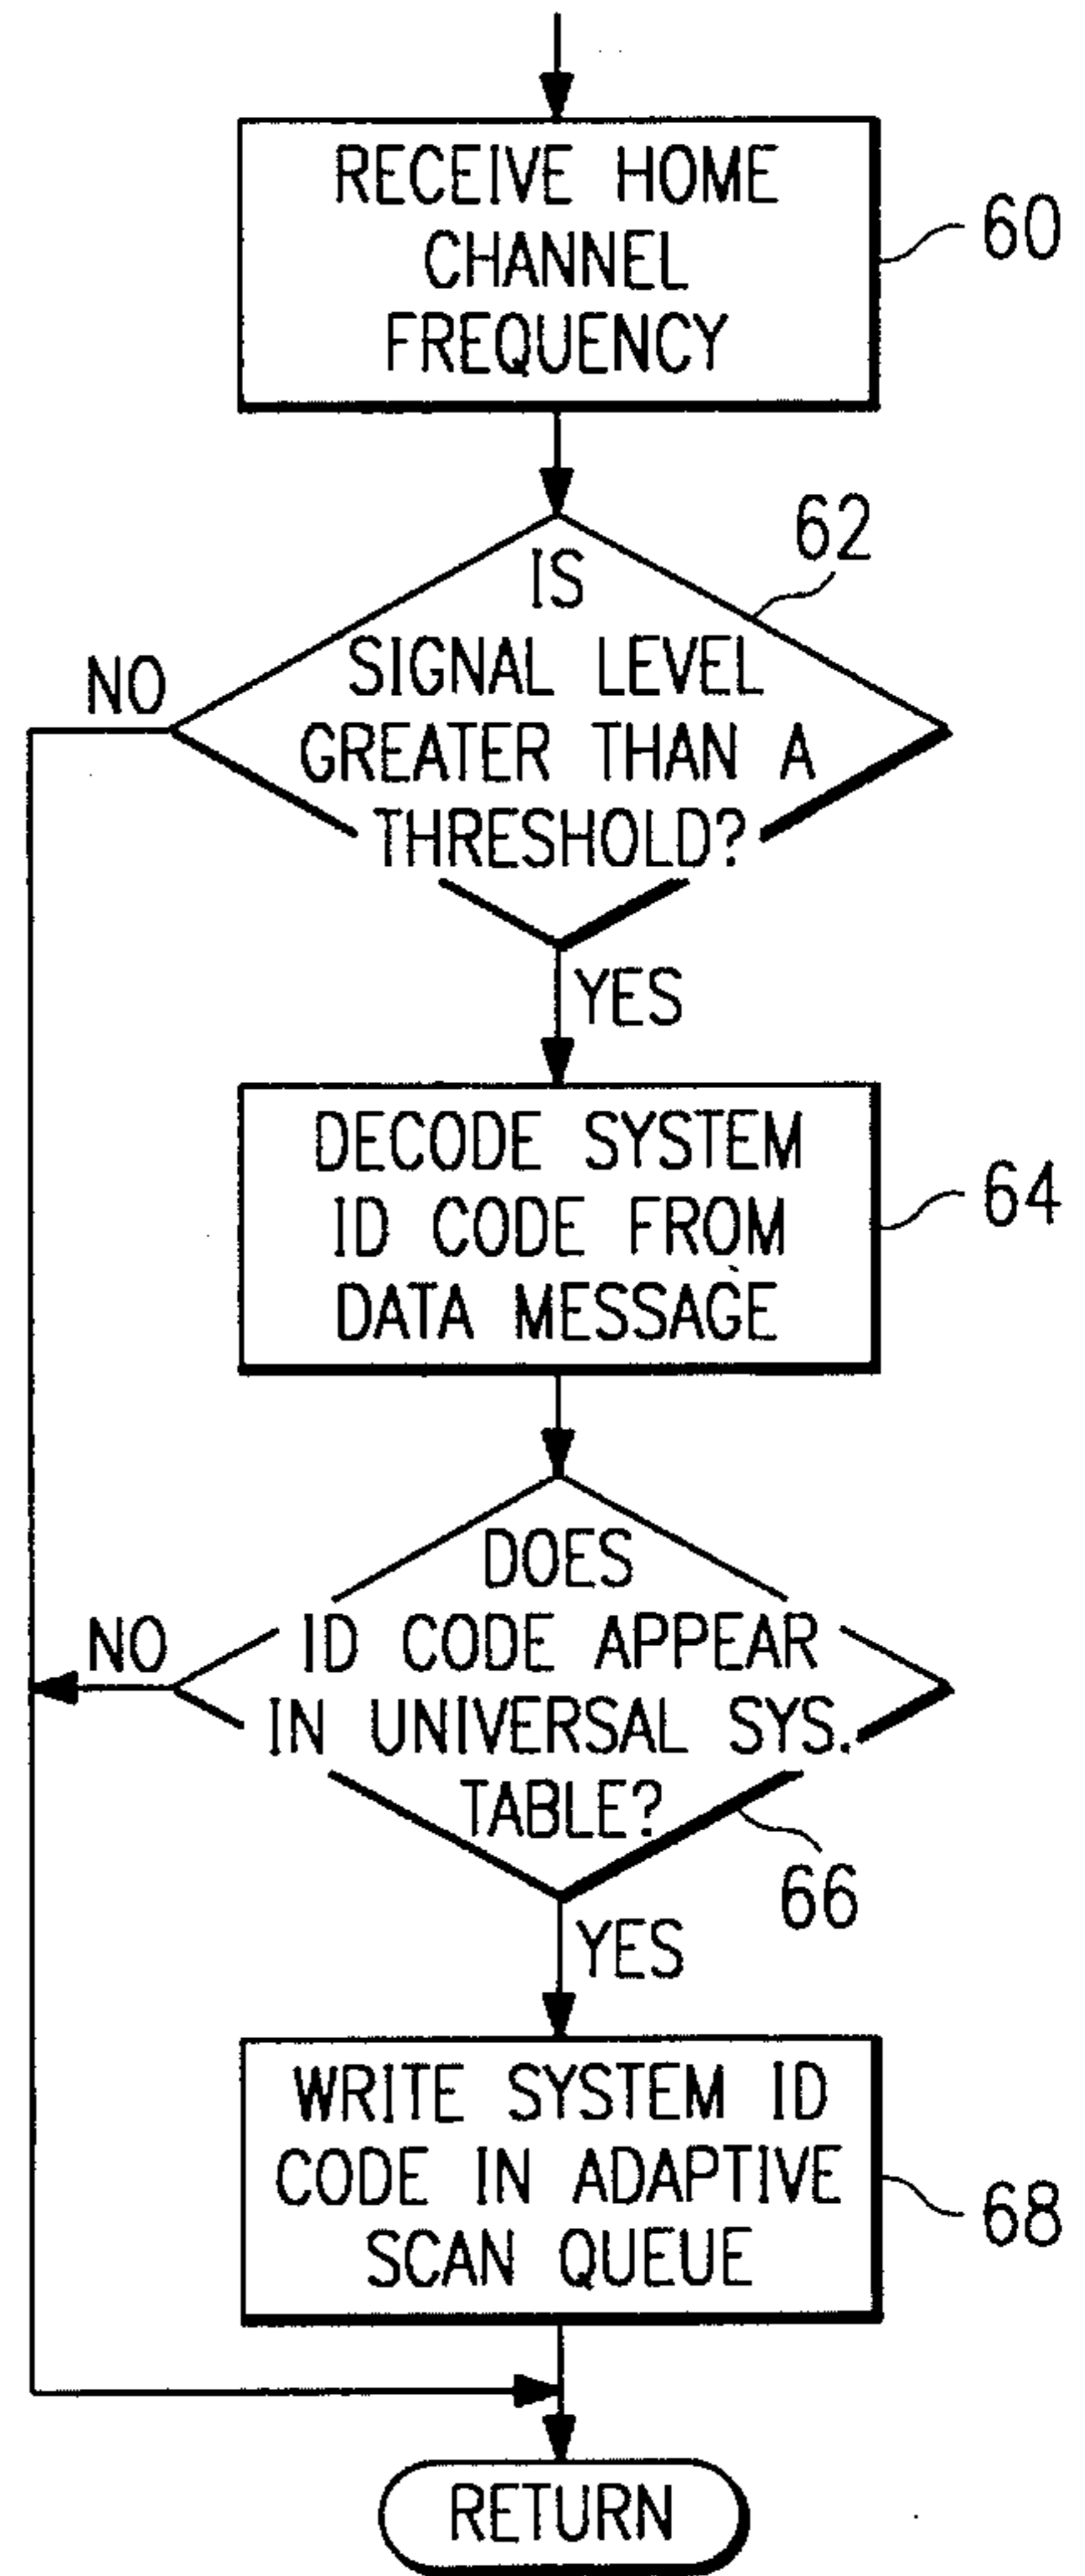 RECEIVE HOME
CHANNEL
FREQUENCY
60
62
IS
SIGNAL LEVEL
GREATER THAN A
THRESHOLD?
NO
YES
DECODE SYSTEM
ID CODE FROM
DATA MESSAGE
64
DOES
ID CODE APPEAR
IN UNIVERSAL SYS.
TABLE?
NO
66
YES
WRITE SYSTEM ID
CODE IN ADAPTIVE
SCAN QUEUE
68
RETURN